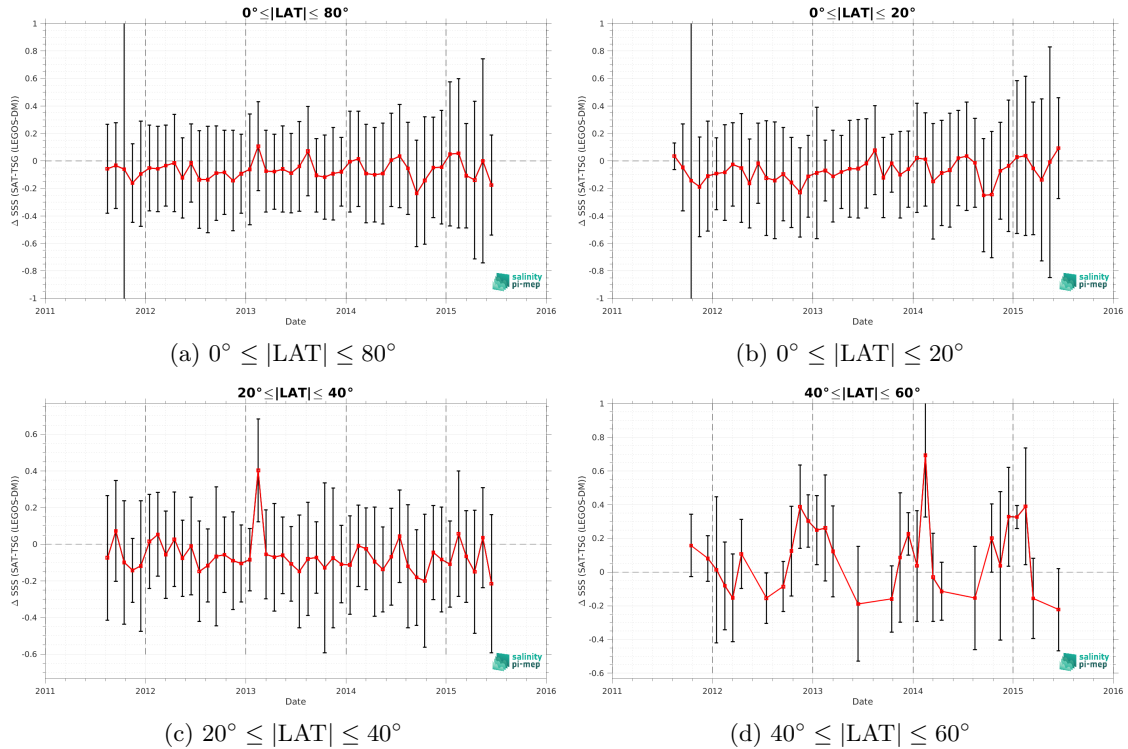 0°≤|LAT|≤ 80°
1
0.8
0.6
0.4
0.2
0
-0.2
-0.4
-0.6
-0.8
-1
Δ SSS (SAT-TSG (LEGOS-DM))
2011 2012 2013 2014 2015 2016
Date
salinity
pi-mep
(a) 0° ≤ |LAT| ≤ 80°
0°≤|LAT|≤ 20°
1
0.8
0.6
0.4
0.2
0
-0.2
-0.4
-0.6
-0.8
-1
Δ SSS (SAT-TSG (LEGOS-DM))
2011 2012 2013 2014 2015 2016
Date
salinity
pi-mep
(b) 0° ≤ |LAT| ≤ 20°
20°≤|LAT|≤ 40°
0.6
0.4
0.2
0
-0.2
-0.4
-0.6
Δ SSS (SAT-TSG (LEGOS-DM))
2011 2012 2013 2014 2015 2016
Date
salinity
pi-mep
(c) 20° ≤ |LAT| ≤ 40°
40°≤|LAT|≤ 60°
1
0.8
0.6
0.4
0.2
0
-0.2
-0.4
-0.6
Δ SSS (SAT-TSG (LEGOS-DM))
2011 2012 2013 2014 2015 2016
Date
salinity
pi-mep
(d) 40° ≤ |LAT| ≤ 60°